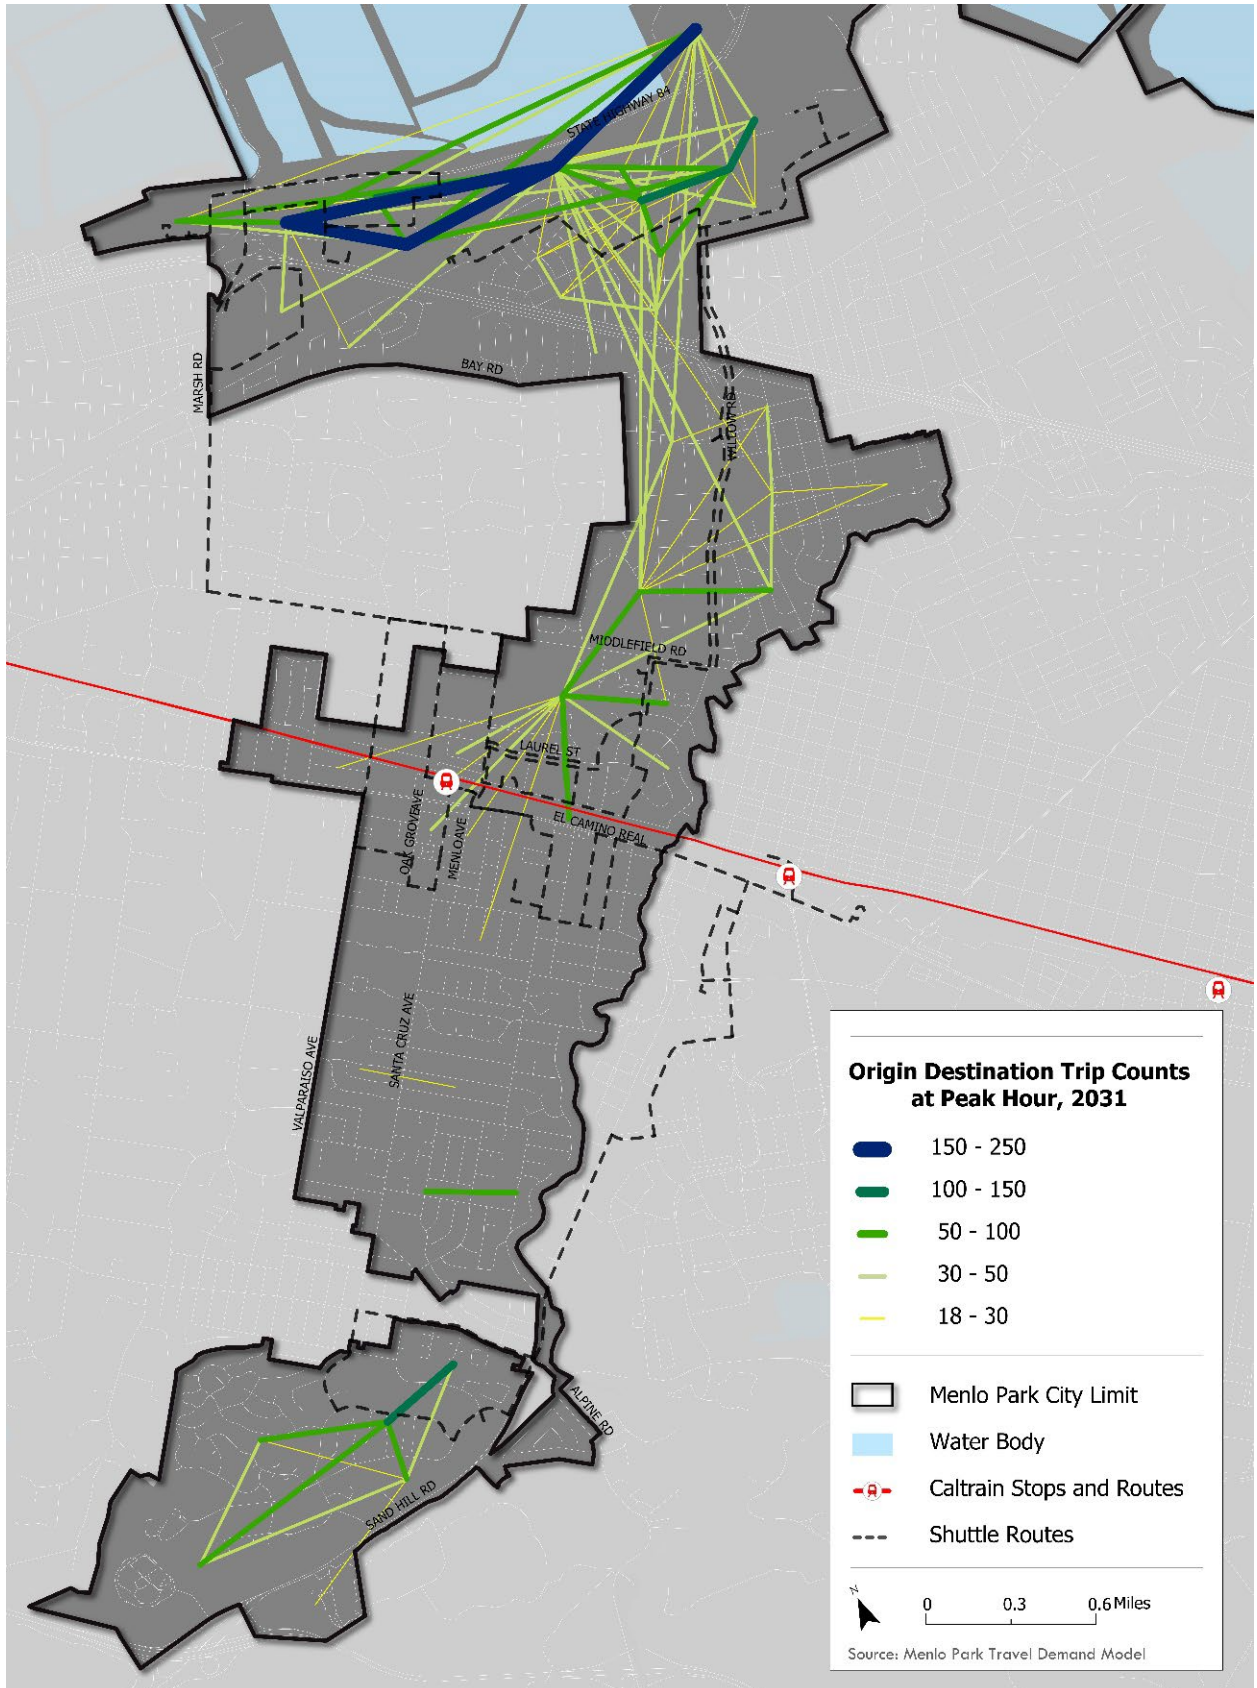 STATE HIGHWAY 84
MARSH RD
BAY RD
WILLOW RD
MIDDLEFIELD RD
LAUREL ST
EL CAMINO REAL
OAK GROVE AVE
MENLO AVE
SANTA CRUZ AVE
VALPARAISO AVE
ALPINE RD
SAND HILL RD
Origin Destination Trip Counts
at Peak Hour, 2031
150 - 250
100 - 150
50 - 100
30 - 50
18 - 30
Menlo Park City Limit
Water Body
Caltrain Stops and Routes
Shuttle Routes
N
0 0.3 0.6 Miles
Source: Menlo Park Travel Demand Model